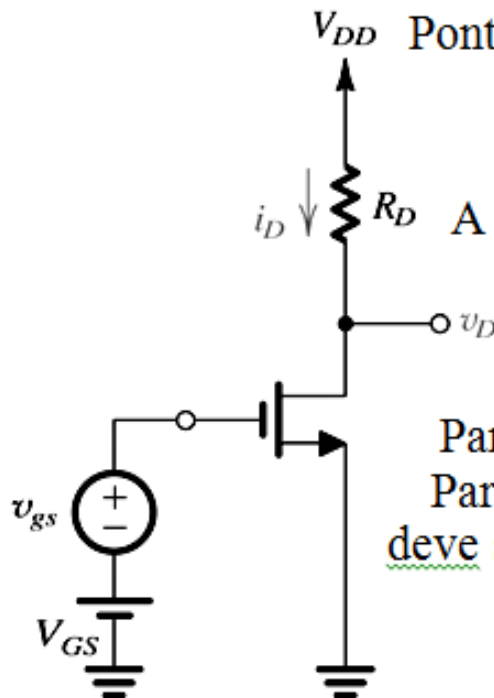 V_DD Pont
i_D R_D A
v_D
Par
v_gs Par
deve
V_GS